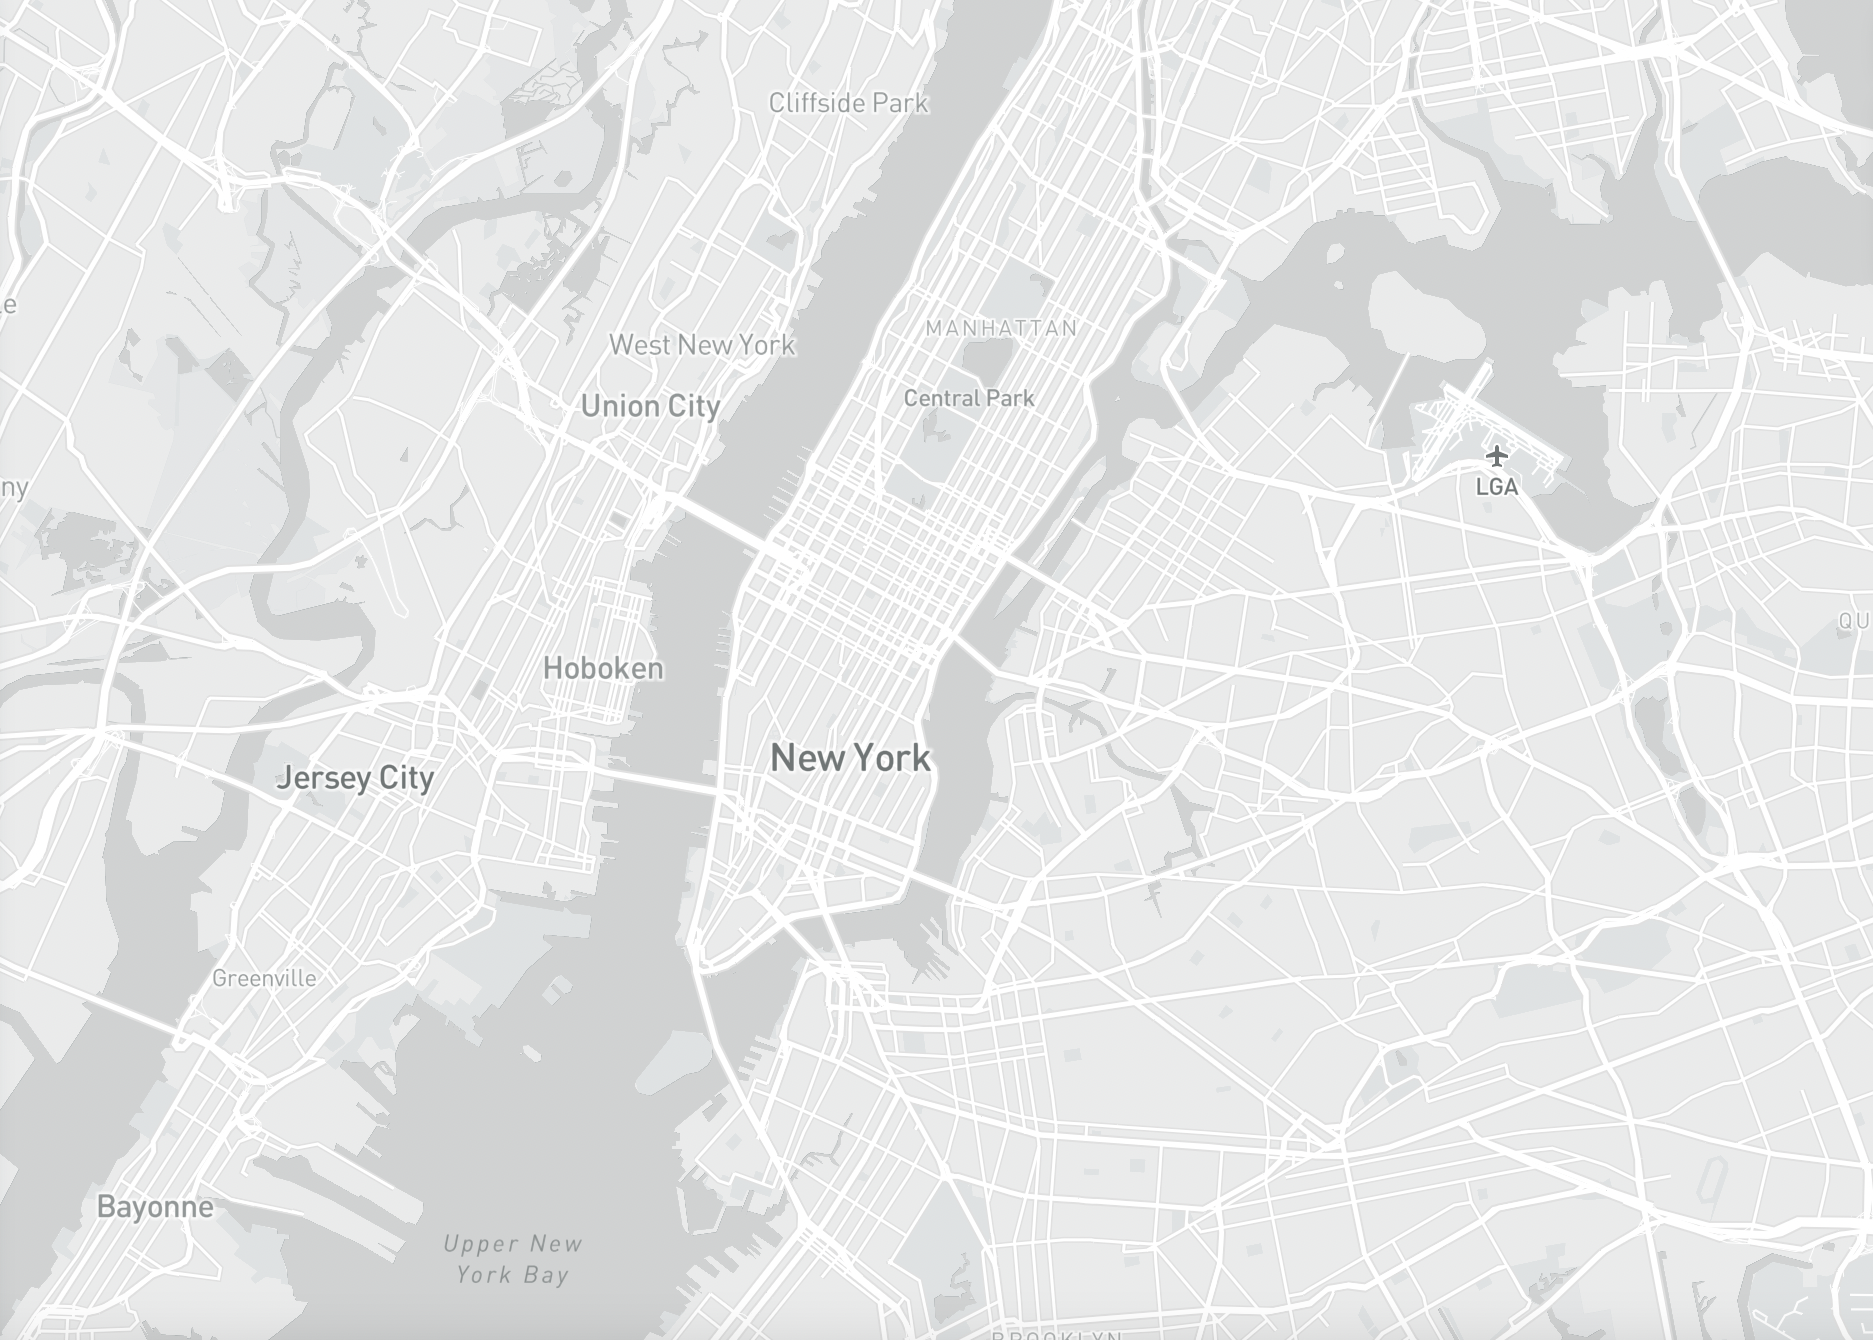 Cliffside Park
MANHATTAN
West New York
Central Park
Union City
LGA
ny
QU
Hoboken
New York
Jersey City
Greenville
Bayonne
Upper New
York Bay
BROOKLYN